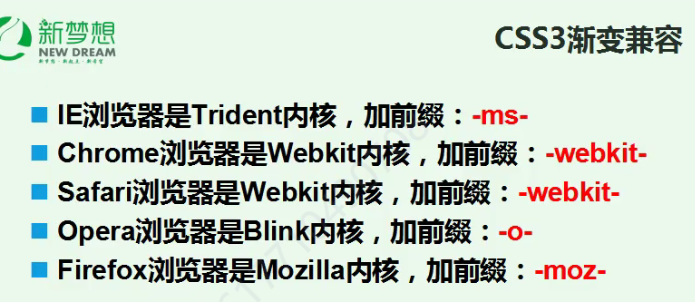 新梦想
NEW DREAM
CSS3渐变兼容
IE浏览器是Trident内核，加前缀：-ms-
Chrome浏览器是Webkit内核，加前缀：-webkit-
Safari浏览器是Webkit内核，加前缀：-webkit-
Opera浏览器是Blink内核，加前缀：-o-
Firefox浏览器是Mozilla内核，加前缀：-moz-